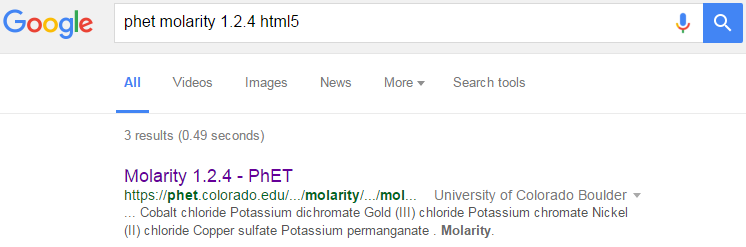 Google phet molarity 1.2.4 html5
All Videos Images News More Search tools
3 results (0.49 seconds)
Molarity 1.2.4 - PhET
https://phet.colorado.edu/.../molarity/.../mol... University of Colorado Boulder
... Cobalt chloride Potassium dichromate Gold (III) chloride Potassium chromate Nickel
(II) chloride Copper sulfate Potassium permanganate . Molarity.